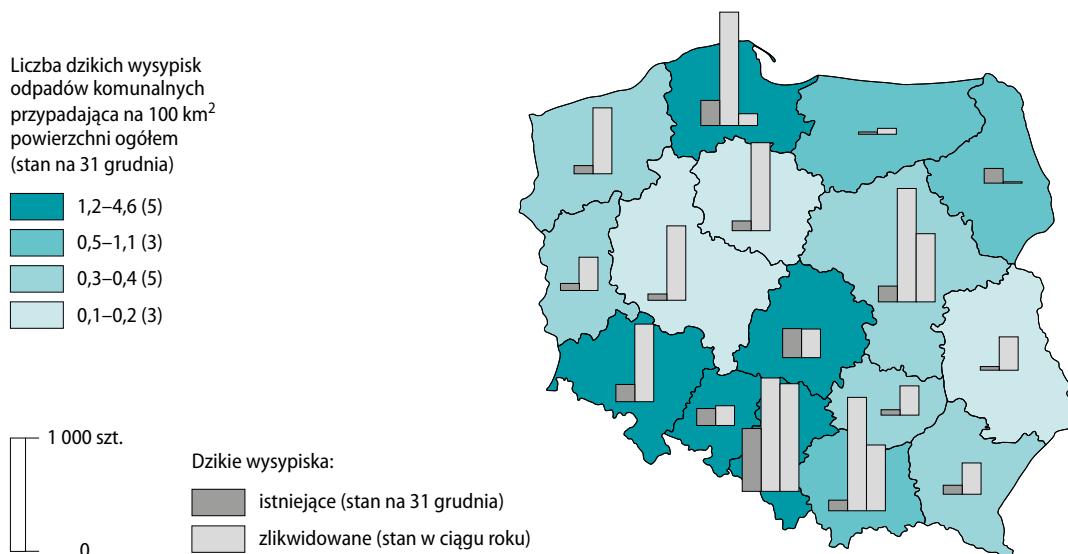 Liczba dzikich wysypisk
odpadów komunalnych
przypadająca na 100 km²
powierzchni ogółem
(stan na 31 grudnia)
1,2–4,6 (5)
0,5–1,1 (3)
0,3–0,4 (5)
0,1–0,2 (3)
1 000 szt.
0
Dzikie wysypiska:
istniejące (stan na 31 grudnia)
zlikwidowane (stan w ciągu roku)